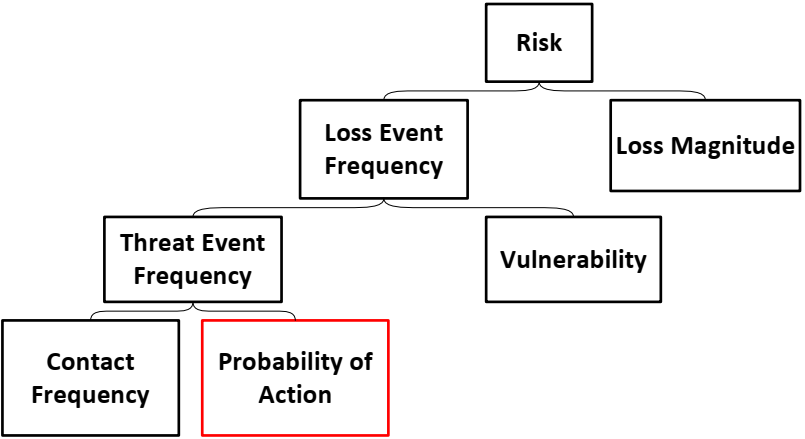 Risk
Loss Event
Frequency
Loss Magnitude
Threat Event
Frequency
Vulnerability
Contact
Frequency
Probability of
Action